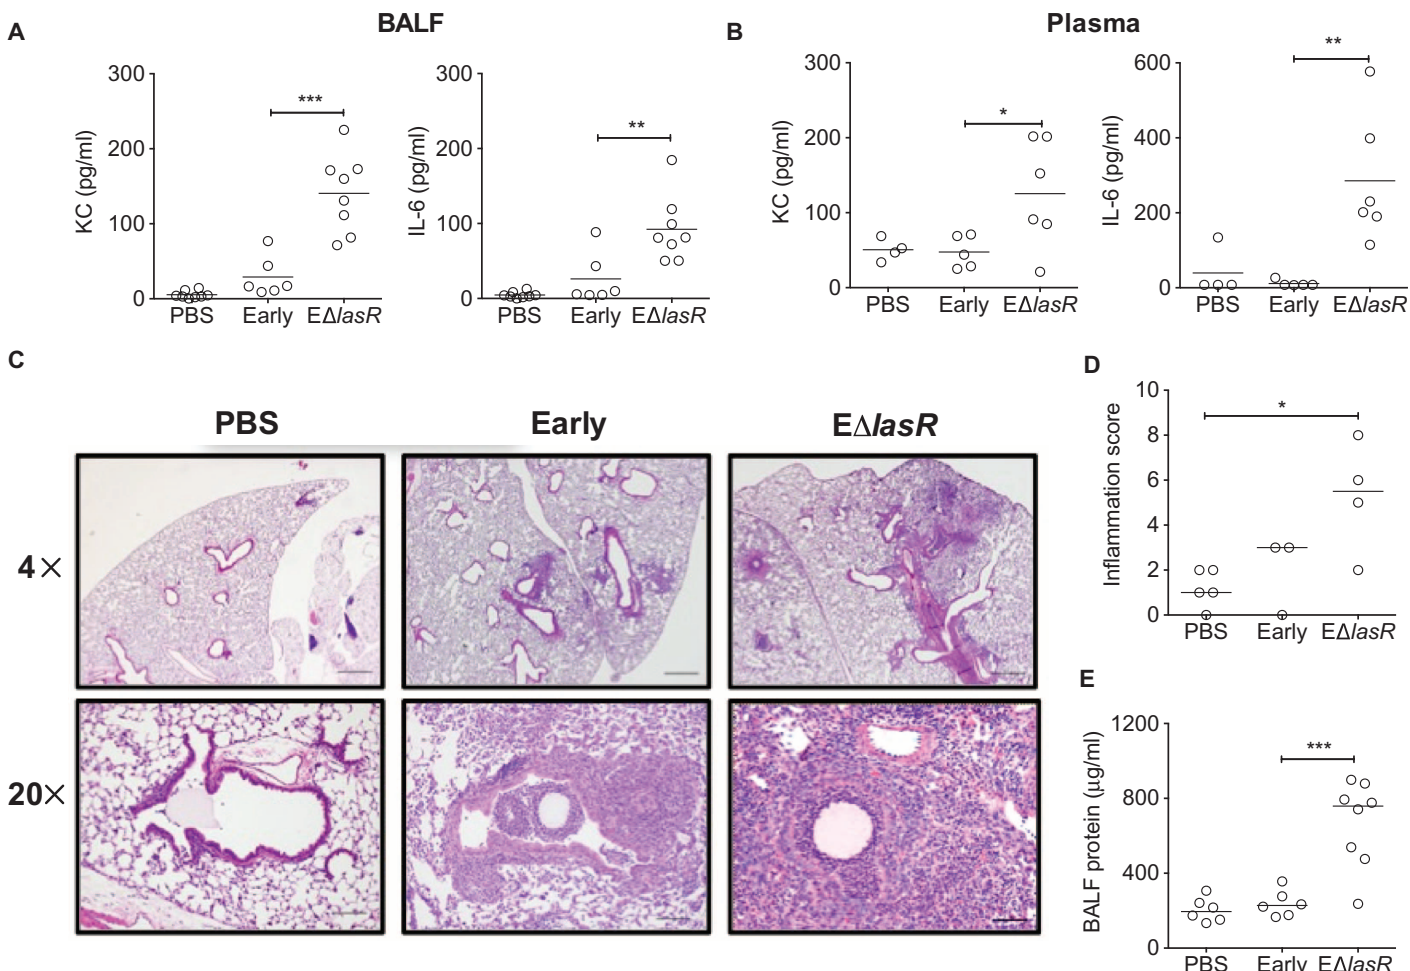 A
BALF
B
Plasma
300
200
100
0
KC (pg/ml)
***
PBS
Early
EΔlasR
300
200
100
0
IL-6 (pg/ml)
**
PBS
Early
EΔlasR
300
200
100
0
KC (pg/ml)
*
PBS
Early
EΔlasR
600
400
200
0
IL-6 (pg/ml)
**
PBS
Early
EΔlasR
C
PBS
Early
EΔlasR
4×
20×
D
10
8
6
4
2
0
Inflammation score
*
PBS
Early
EΔlasR
E
1200
800
400
0
BALF protein (μg/ml)
***
PBS
Early
EΔlasR